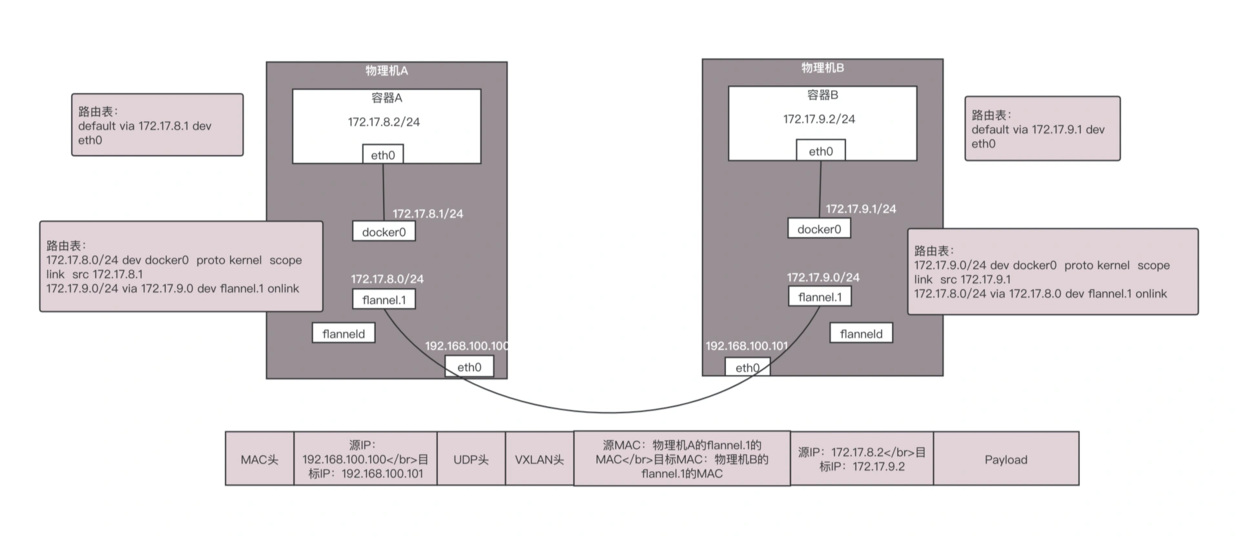 物理机A
容器A
172.17.8.2/24
eth0
172.17.8.1/24
docker0
172.17.8.0/24
flannel.1
flanneld
192.168.100.100
eth0
路由表：
default via 172.17.8.1 dev
eth0
路由表：
172.17.8.0/24 dev docker0  proto kernel  scope
link  src 172.17.8.1
172.17.9.0/24 via 172.17.9.0 dev flannel.1 onlink
物理机B
容器B
172.17.9.2/24
eth0
172.17.9.1/24
docker0
172.17.9.0/24
flannel.1
flanneld
192.168.100.101
eth0
路由表：
default via 172.17.9.1 dev
eth0
路由表：
172.17.9.0/24 dev docker0  proto kernel  scope
link  src 172.17.9.1
172.17.8.0/24 via 172.17.8.0 dev flannel.1 onlink
MAC头
源IP：
192.168.100.100</br>目
标IP：192.168.100.101
UDP头
VXLAN头
源MAC：物理机A的flannel.1的
MAC</br>目标MAC：物理机B的
flannel.1的MAC
源IP：172.17.8.2</br>目
标IP：172.17.9.2
Payload